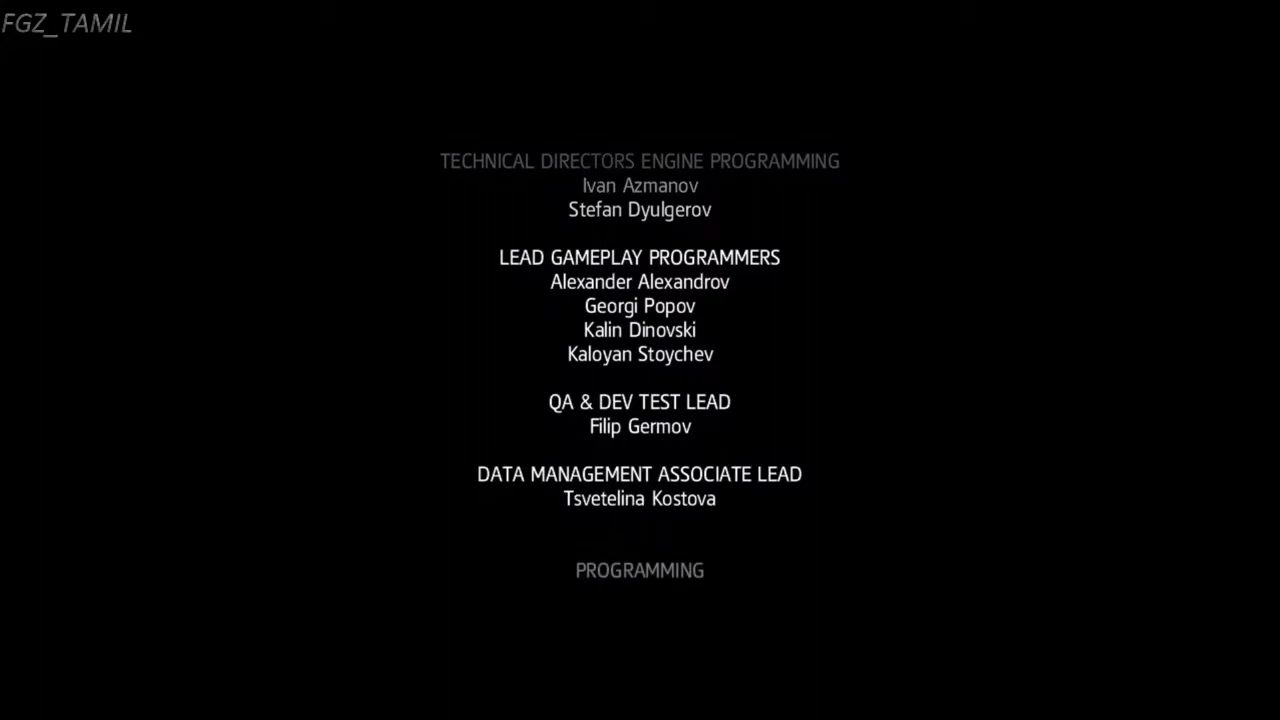 FGZ_TAMIL
TECHNICAL DIRECTORS ENGINE PROGRAMMING
Ivan Azmanov
Stefan Dyulgerov
LEAD GAMEPLAY PROGRAMMERS
Alexander Alexandrov
Georgi Popov
Kalin Dinovski
Kaloyan Stoychev
QA & DEV TEST LEAD
Filip Germov
DATA MANAGEMENT ASSOCIATE LEAD
Tsvetelina Kostova
PROGRAMMING